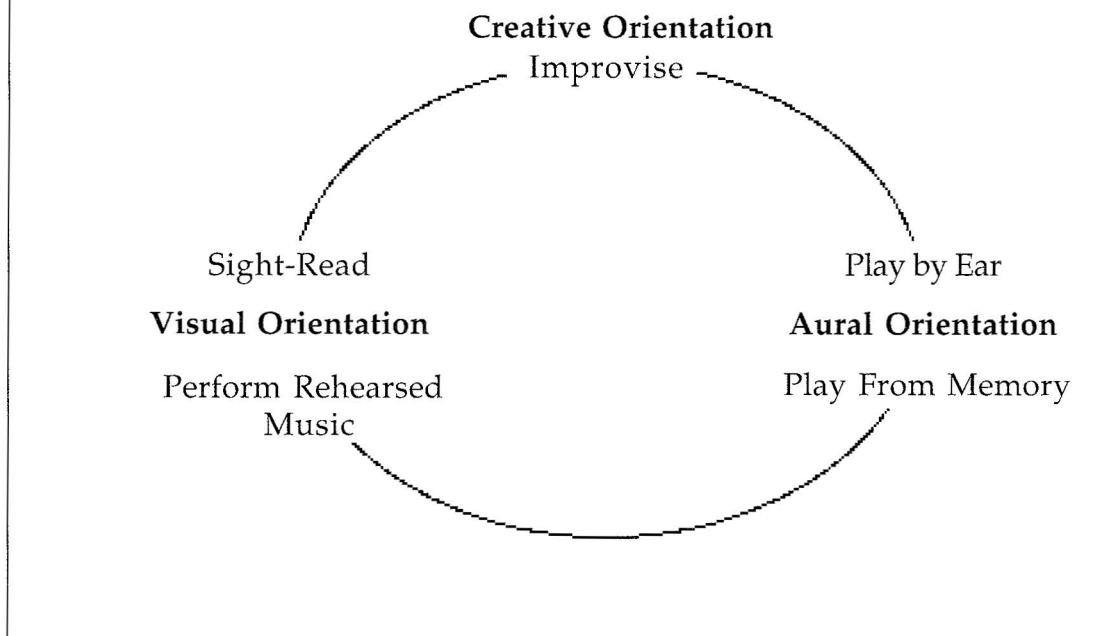 Creative Orientation
Improvise
Sight-Read
Play by Ear
Visual Orientation
Aural Orientation
Perform Rehearsed
Music
Play From Memory